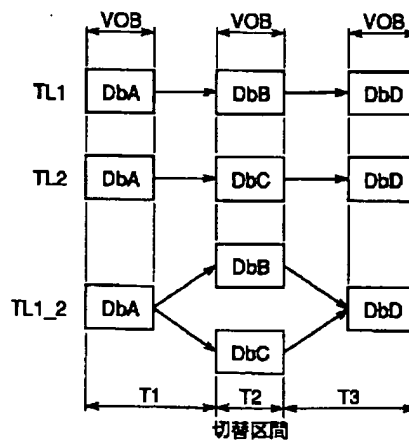 VOB VOB VOB
TL1 DbA DbB DbD
TL2 DbA DbC DbD
DbB
TL1_2 DbA DbD
DbC
T1 T2 T3
切替区間